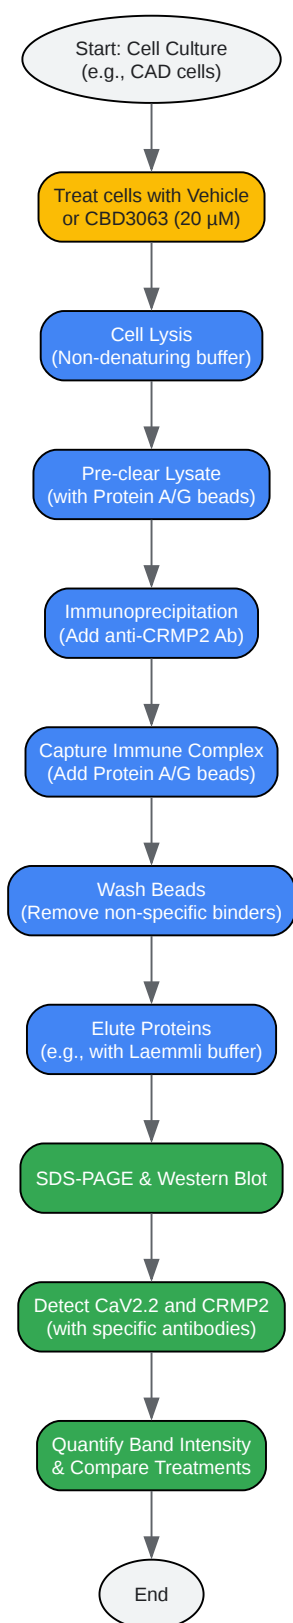 Start: Cell Culture
(e.g., CAD cells)
Treat cells with Vehicle
or CBD3063 (20 µM)
Cell Lysis
(Non-denaturing buffer)
Pre-clear Lysate
(with Protein A/G beads)
Immunoprecipitation
(Add anti-CRMP2 Ab)
Capture Immune Complex
(Add Protein A/G beads)
Wash Beads
(Remove non-specific binders)
Elute Proteins
(e.g., with Laemmli buffer)
SDS-PAGE & Western Blot
Detect CaV2.2 and CRMP2
(with specific antibodies)
Quantify Band Intensity
& Compare Treatments
End